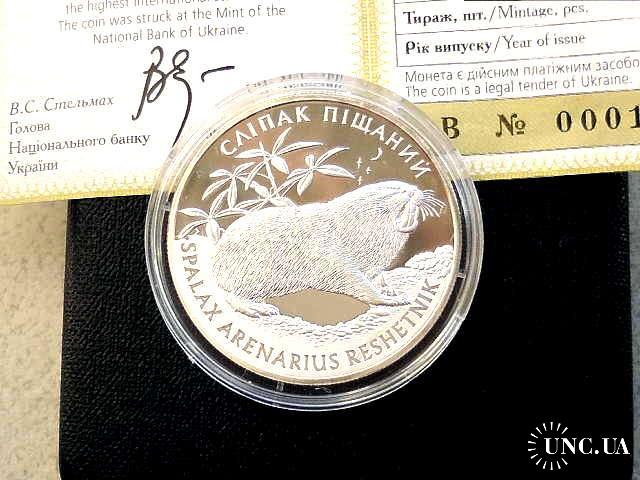 the highest international
The coin was struck at the Mint of the
National Bank of Ukraine.
В.С. Стельмах
Голова
Національного банку
України
Тираж, шт./Mintage, pcs.
Рік випуску/Year of issue
Монета є дійсним платіжним засобо
The coin is a legal tender of Ukraine.
В № 0001
СЛІПАК ПІЩАНИЙ
SPALAX ARENARIUS RESHETNIK
UNC.UA